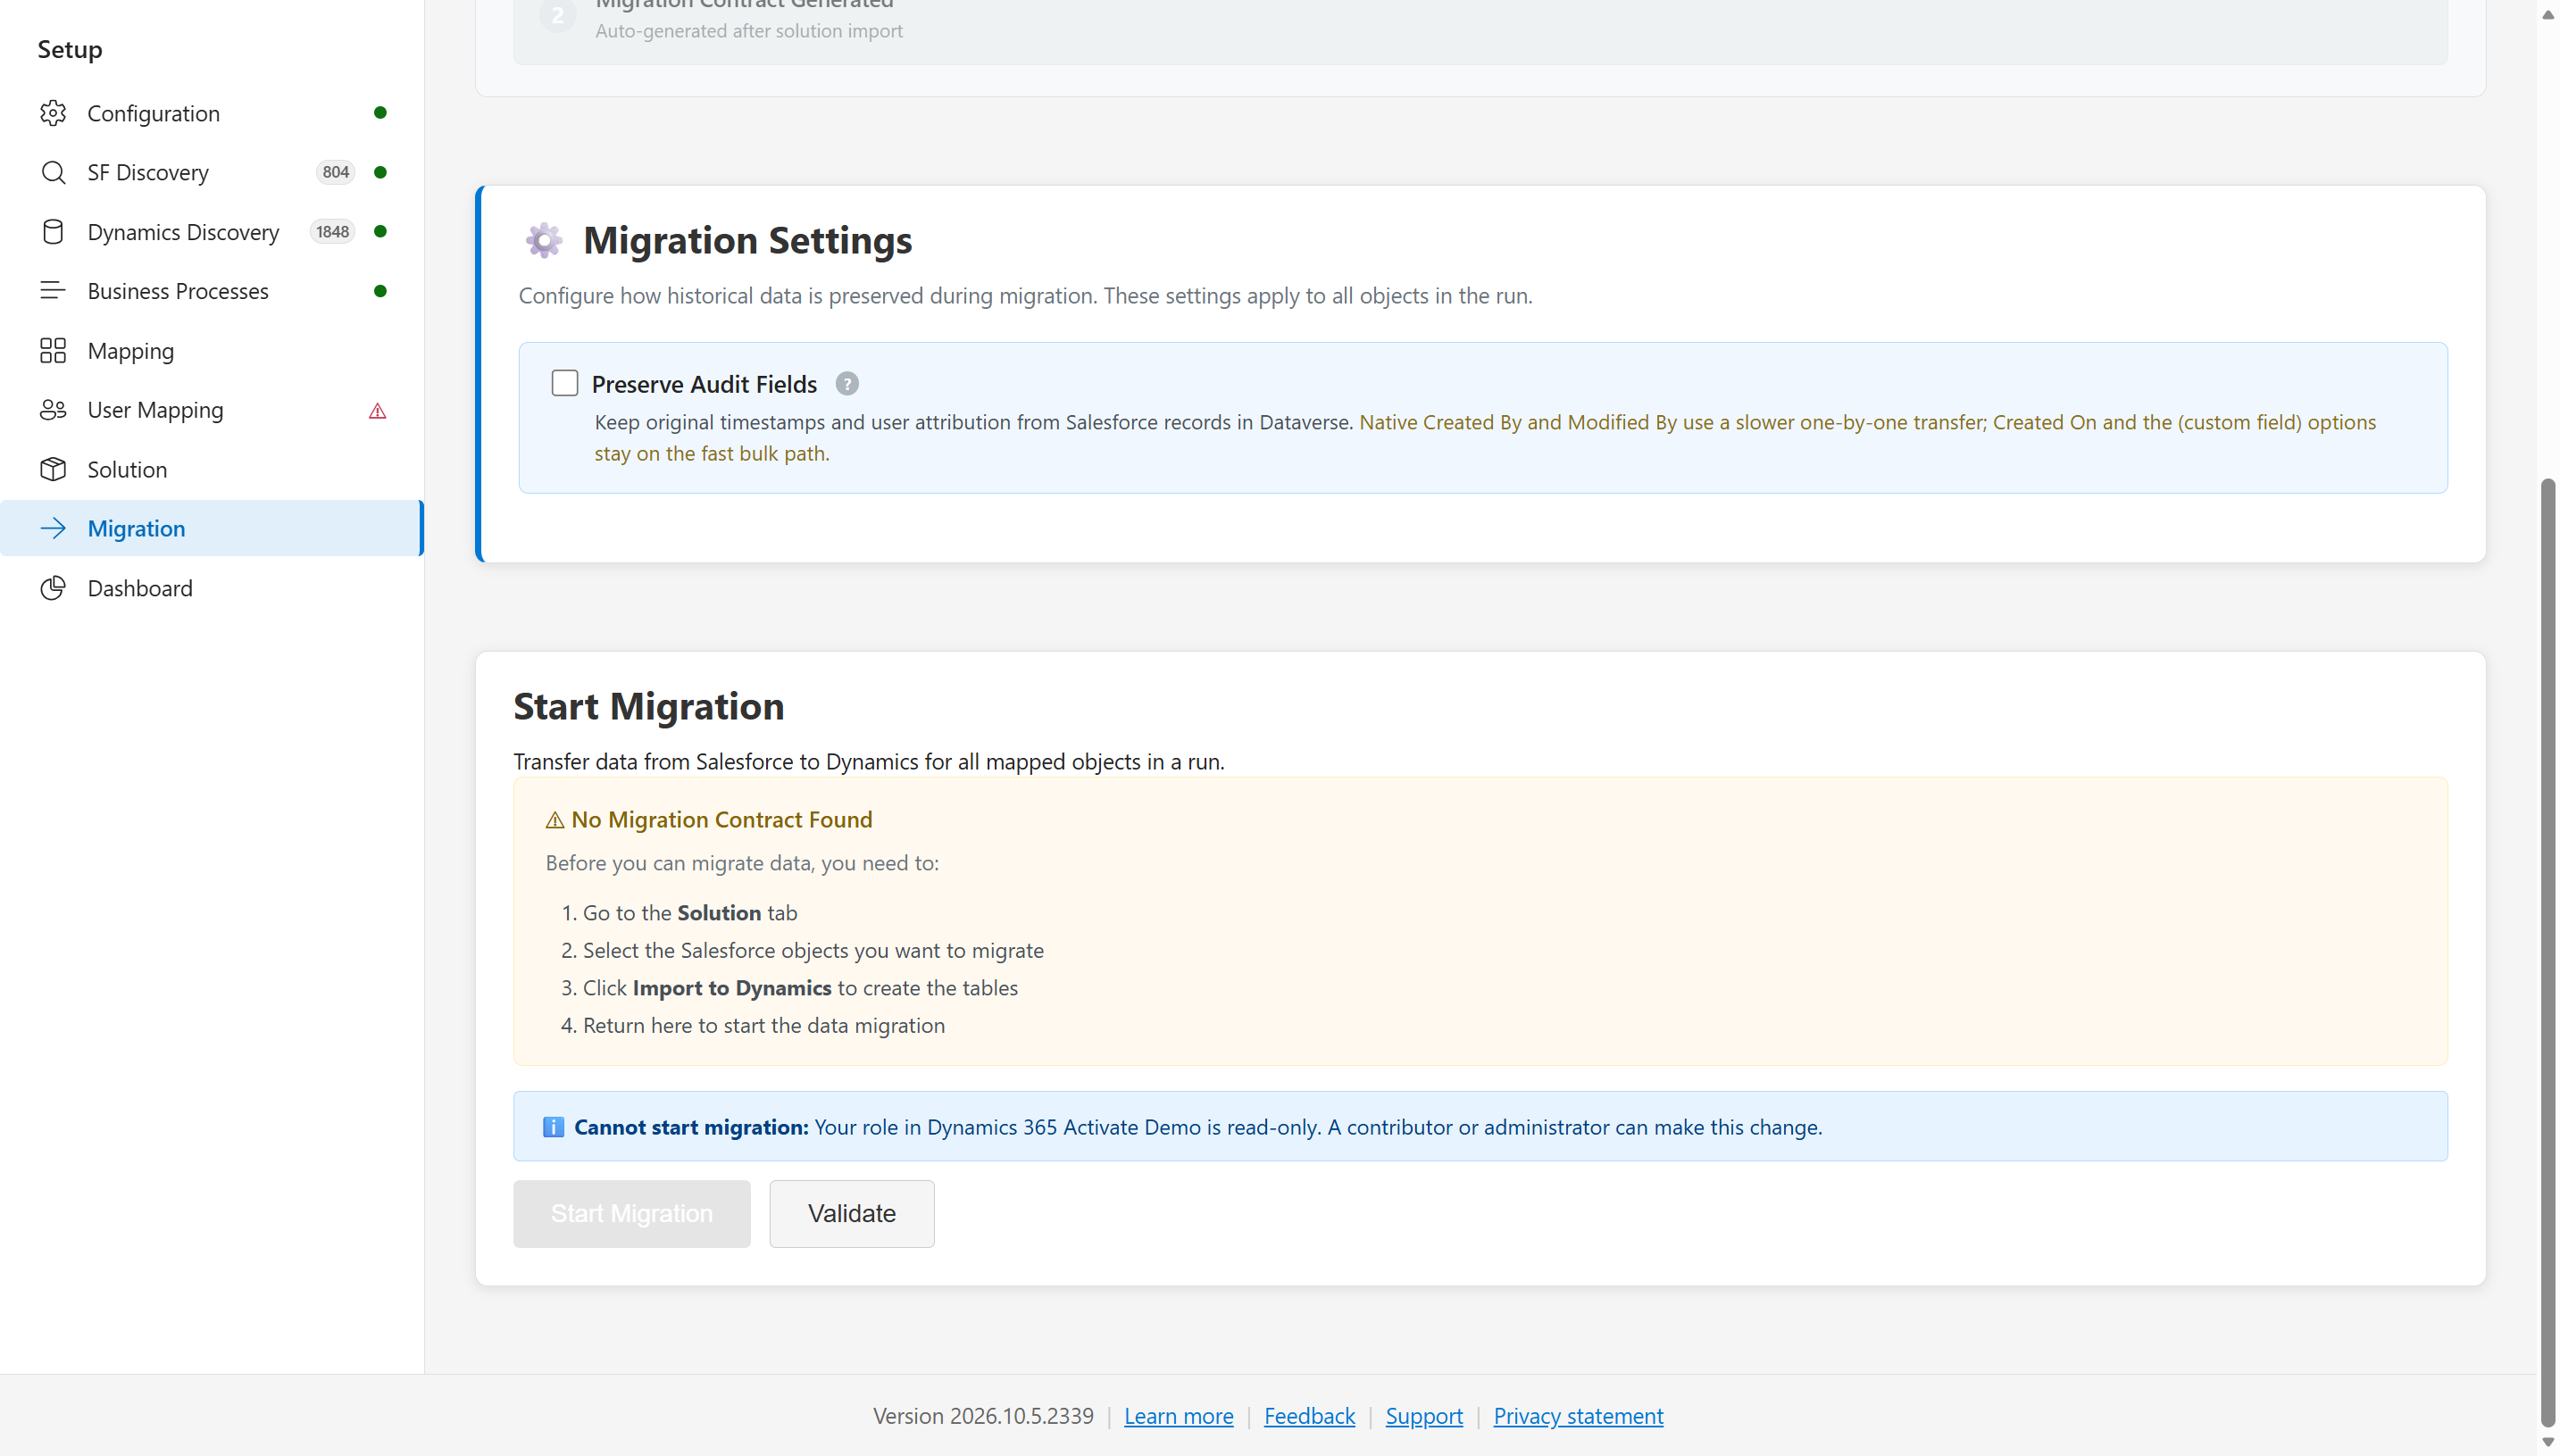 Setup
Configuration
SF Discovery 804
Dynamics Discovery 1848
Business Processes
Mapping
User Mapping
Solution
Migration
Dashboard
2
Migration Contract Generated
Auto-generated after solution import
Migration Settings
Configure how historical data is preserved during migration. These settings apply to all objects in the run.
Preserve Audit Fields ?
Keep original timestamps and user attribution from Salesforce records in Dataverse. Native Created By and Modified By use a slower one-by-one transfer; Created On and the (custom field) options
stay on the fast bulk path.
Start Migration
Transfer data from Salesforce to Dynamics for all mapped objects in a run.
⚠ No Migration Contract Found
Before you can migrate data, you need to:
1. Go to the Solution tab
2. Select the Salesforce objects you want to migrate
3. Click Import to Dynamics to create the tables
4. Return here to start the data migration
ℹ Cannot start migration: Your role in Dynamics 365 Activate Demo is read-only. A contributor or administrator can make this change.
Start Migration Validate
Version 2026.10.5.2339 | Learn more | Feedback | Support | Privacy statement